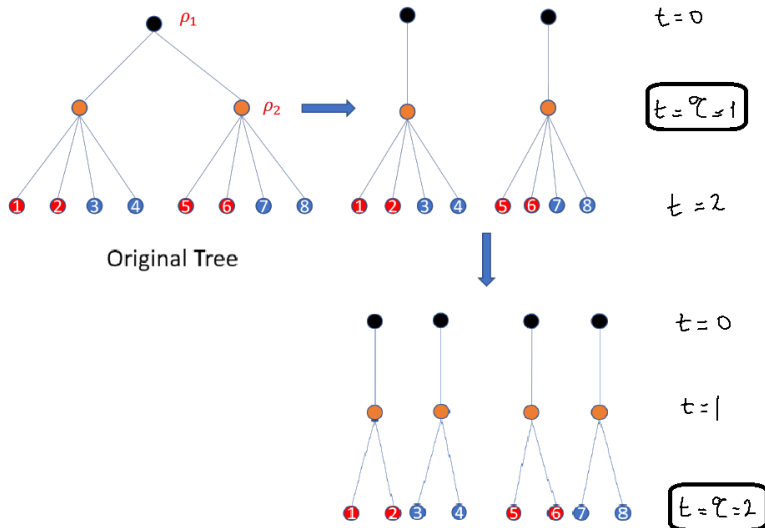 ρ₁
t=0
ρ₂
t=τ=1
1 2 3 4 5 6 7 8
1 2 3 4 5 6 7 8
t=2
Original Tree
t=0
t=1
1 2 3 4 5 6 7 8
t=τ=2